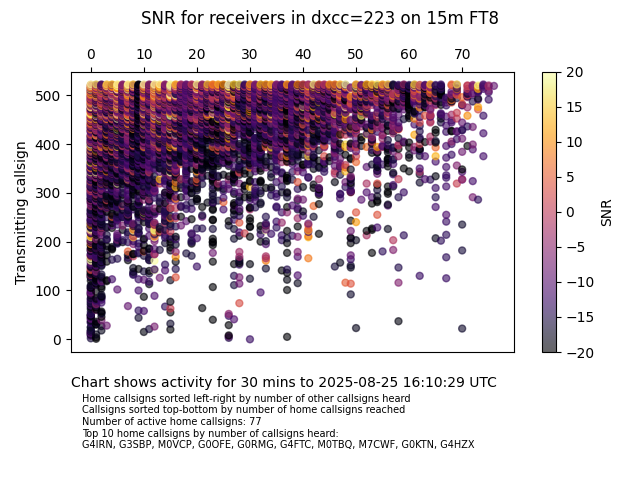 SNR for receivers in dxcc=223 on 15m FT8
0 10 20 30 40 50 60 70
500
400
300
200
100
0
Transmitting callsign
20
15
10
5
0
−5
−10
−15
−20
SNR
Chart shows activity for 30 mins to 2025-08-25 16:10:29 UTC
Home callsigns sorted left-right by number of other callsigns heard
Callsigns sorted top-bottom by number of home callsigns reached
Number of active home callsigns: 77
Top 10 home callsigns by number of callsigns heard:
G4IRN, G3SBP, M0VCP, G0OFE, G0RMG, G4FTC, M0TBQ, M7CWF, G0KTN, G4HZX